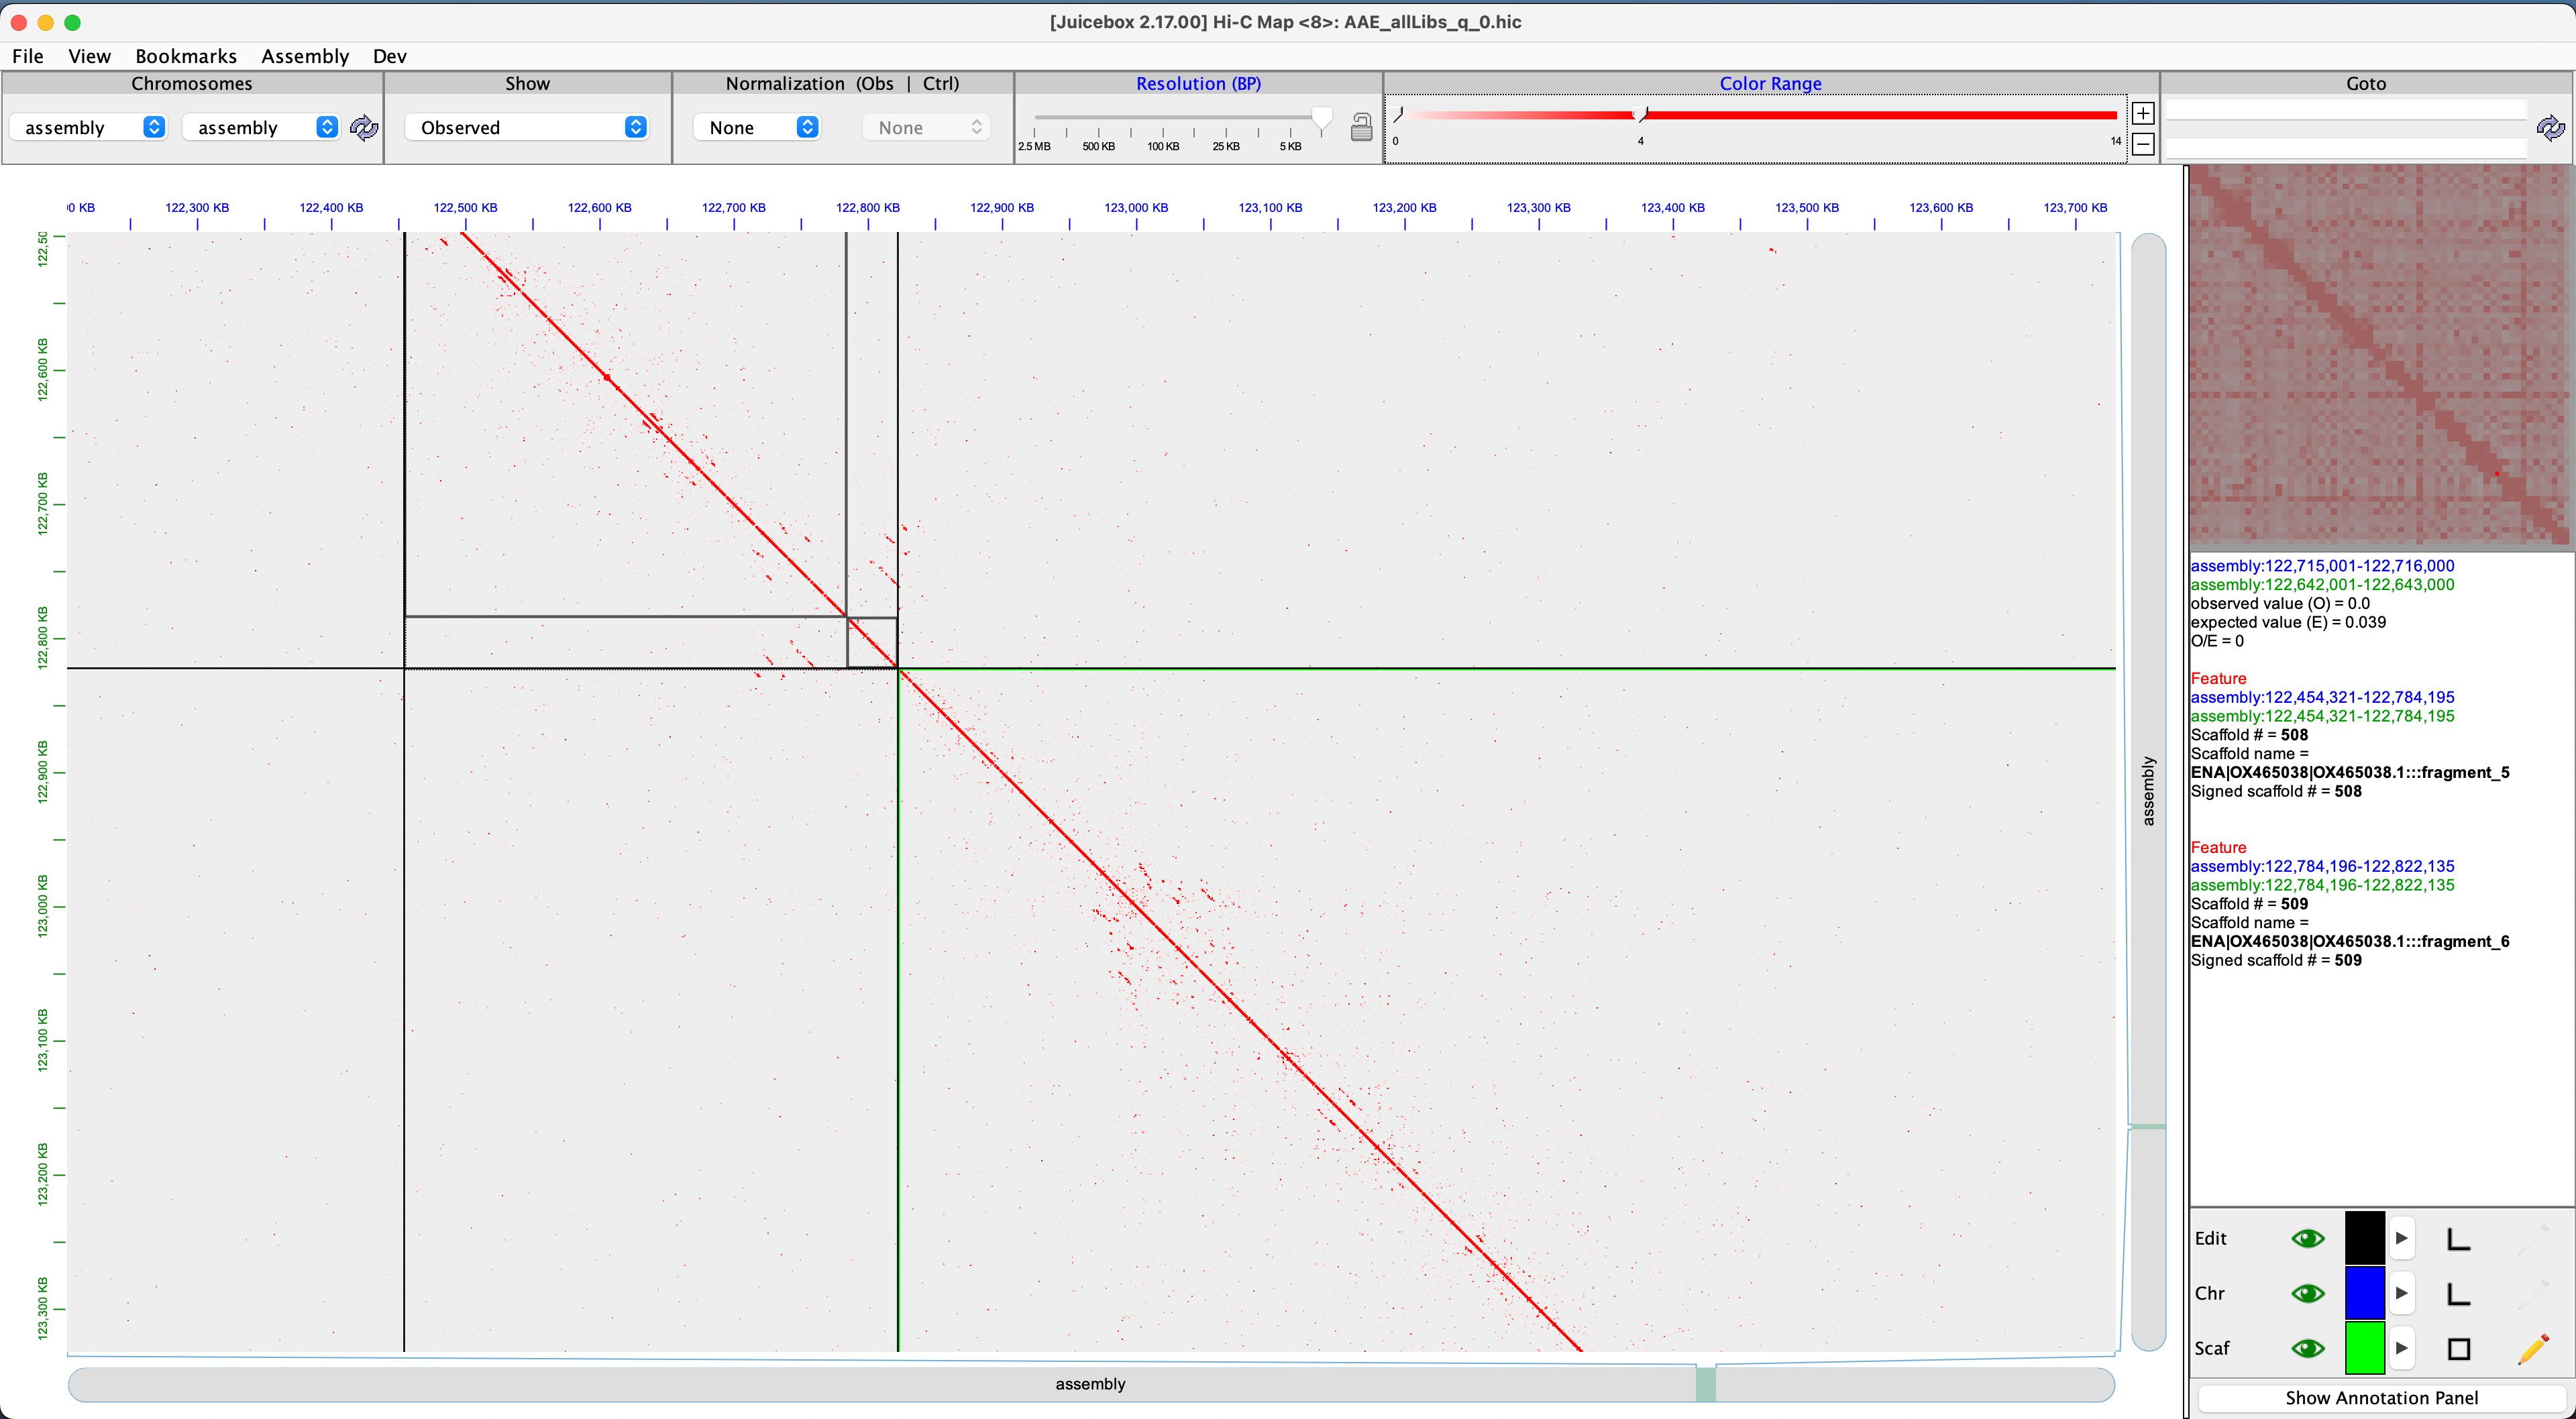 [Juicebox 2.17.00] Hi-C Map <8>: AAE_allLibs_q_0.hic
File View Bookmarks Assembly Dev
Chromosomes Show Normalization (Obs | Ctrl) Resolution (BP) Color Range Goto
assembly assembly Observed None None
2.5 MB 500 KB 100 KB 25 KB 5 KB
0 4 14
0 KB 122,300 KB 122,400 KB 122,500 KB 122,600 KB 122,700 KB 122,800 KB 122,900 KB 123,000 KB 123,100 KB 123,200 KB 123,300 KB 123,400 KB 123,500 KB 123,600 KB 123,700 KB
122,50
122,600 KB
122,700 KB
122,800 KB
122,900 KB
123,000 KB
123,100 KB
123,200 KB
123,300 KB
assembly
assembly
assembly:122,715,001-122,716,000
assembly:122,642,001-122,643,000
observed value (O) = 0.0
expected value (E) = 0.039
O/E = 0
Feature
assembly:122,454,321-122,784,195
assembly:122,454,321-122,784,195
Scaffold # = 508
Scaffold name =
ENA|OX465038|OX465038.1:::fragment_5
Signed scaffold # = 508
Feature
assembly:122,784,196-122,822,135
assembly:122,784,196-122,822,135
Scaffold # = 509
Scaffold name =
ENA|OX465038|OX465038.1:::fragment_6
Signed scaffold # = 509
Edit
Chr
Scaf
Show Annotation Panel